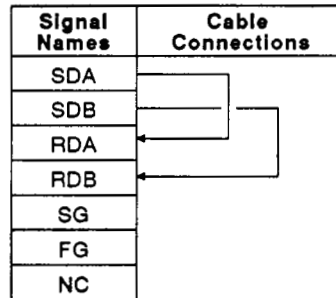 Signal Names
Cable Connections
SDA
SDB
RDA
RDB
SG
FG
NC